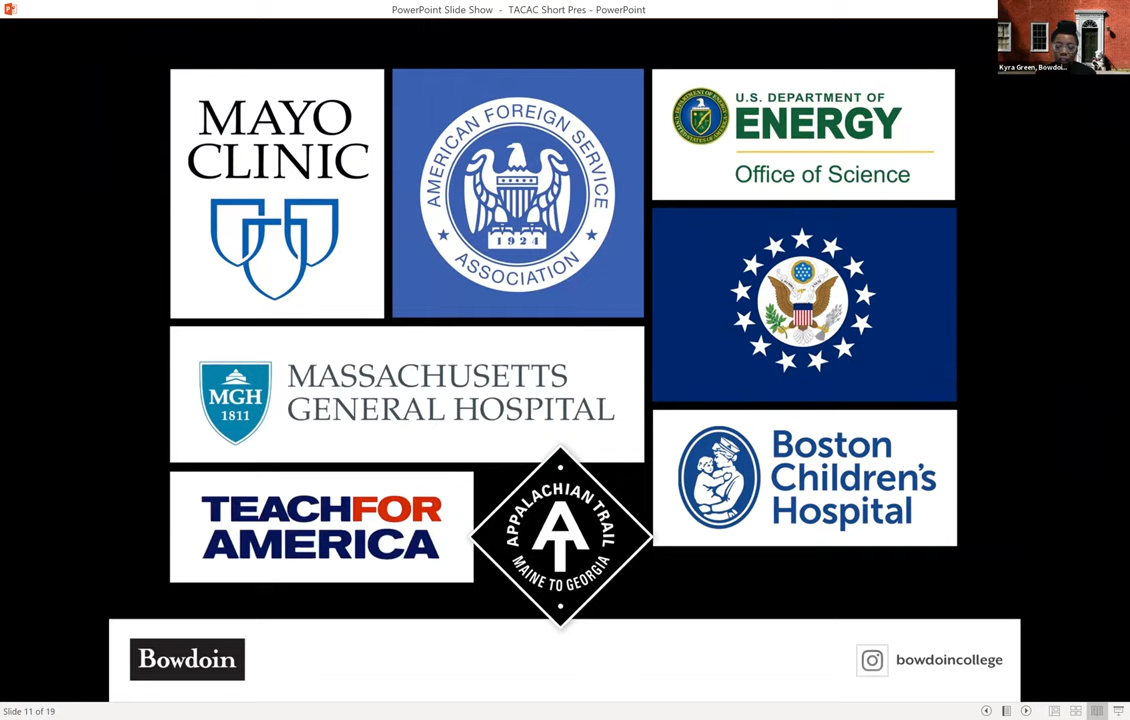 PowerPoint Slide Show - TACAC Short Pres - PowerPoint
Kyra Green, Bowdoi...
MAYO
CLINIC
AMERICAN FOREIGN SERVICE
ASSOCIATION
1924
U.S. DEPARTMENT OF
ENERGY
Office of Science
MGH
1811
MASSACHUSETTS
GENERAL HOSPITAL
Boston
Children's
Hospital
TEACHFOR
AMERICA
APPALACHIAN TRAIL
AT
MAINE TO GEORGIA
Bowdoin
bowdoincollege
Slide 11 of 19